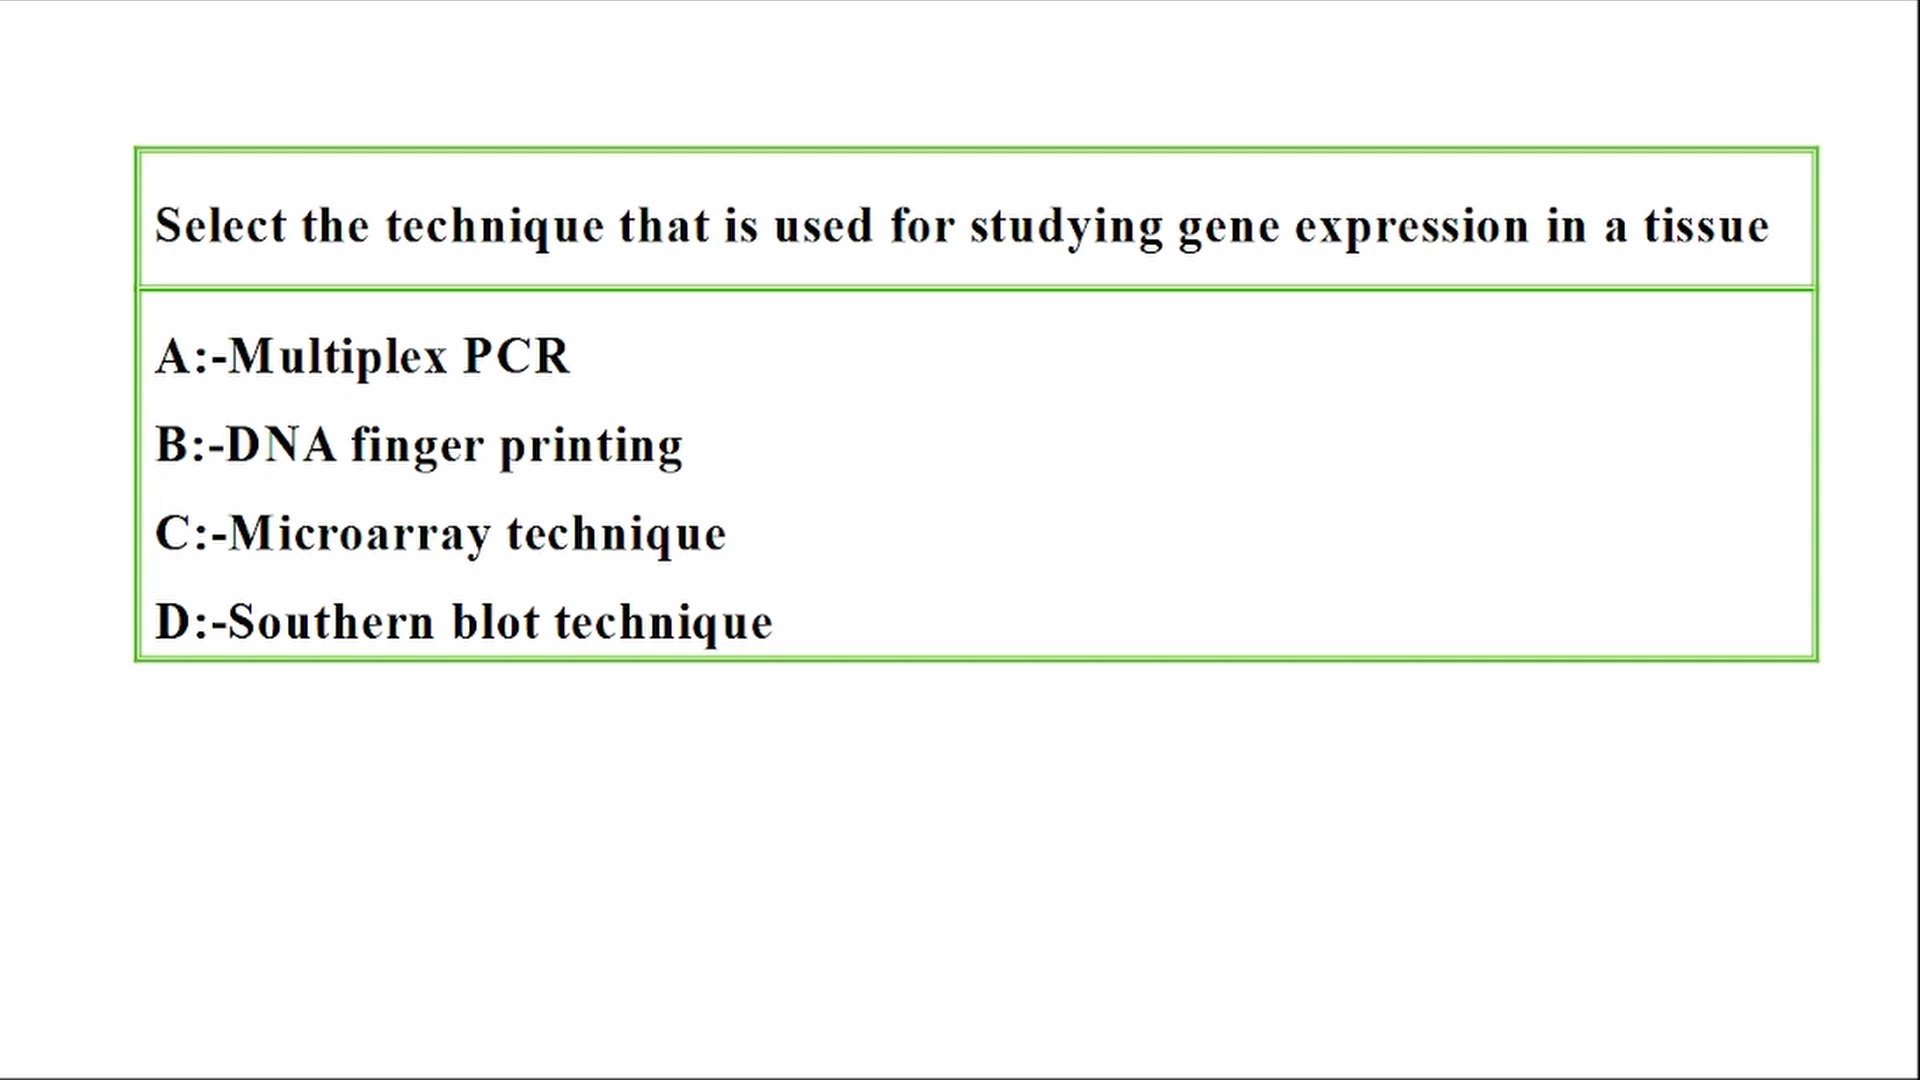 Select the technique that is used for studying gene expression in a tissue
A:-Multiplex PCR
B:-DNA finger printing
C:-Microarray technique
D:-Southern blot technique